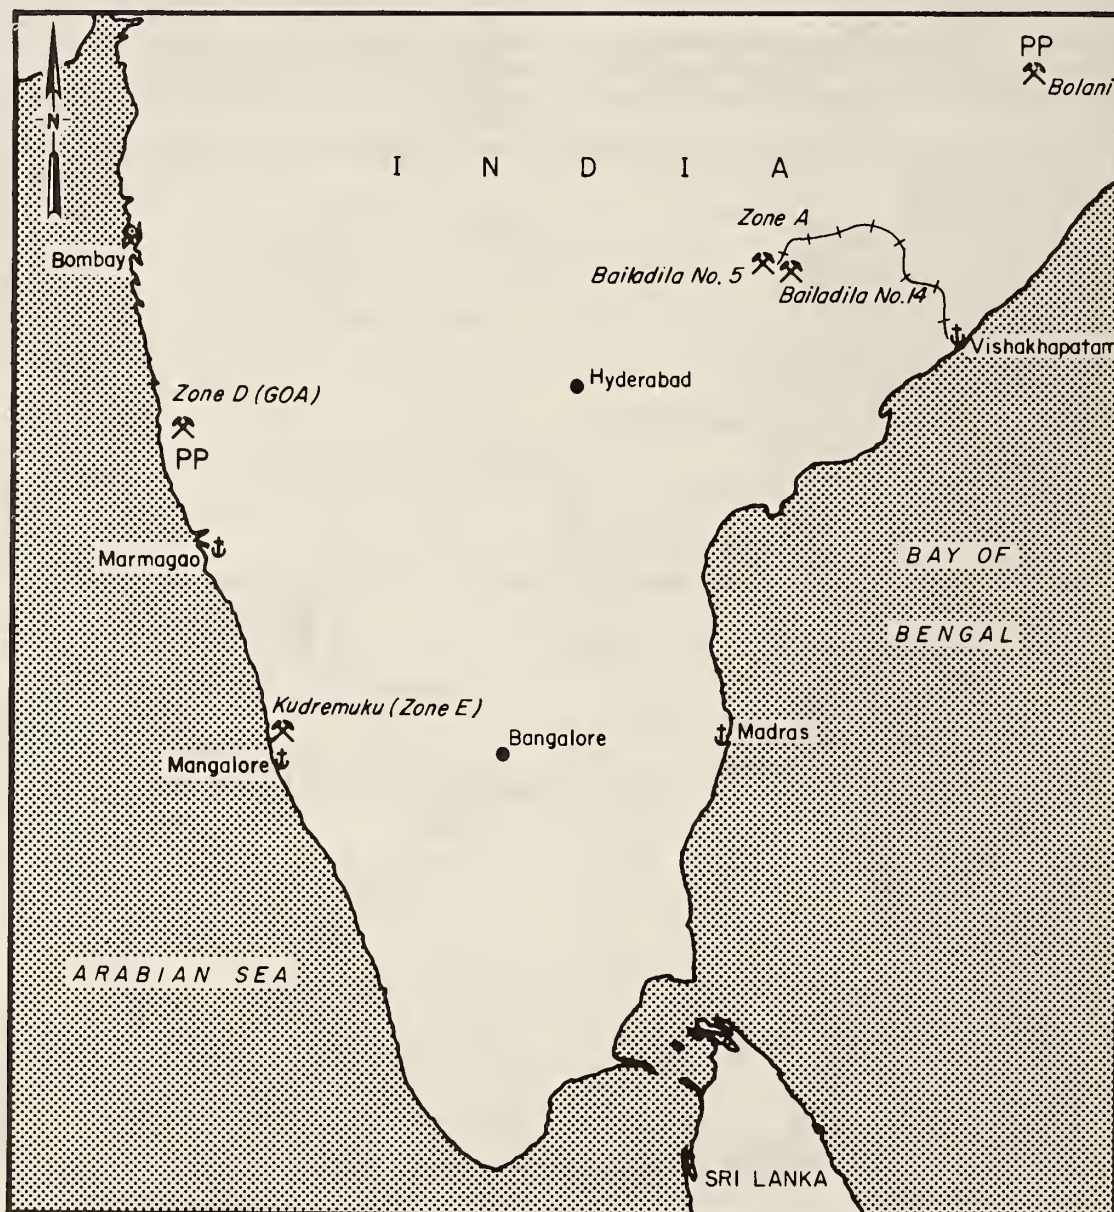 PP
Bolani
N
I N D I A
Zone A
Bombay
Bailadila No. 5
Bailadila No. 14
Vishakhapatam
Hyderabad
Zone D (GOA)
PP
Marmagao
BAY OF
BENGAL
Kudremuku (Zone E)
Bangalore
Madras
Mangalore
ARABIAN SEA
SRI LANKA